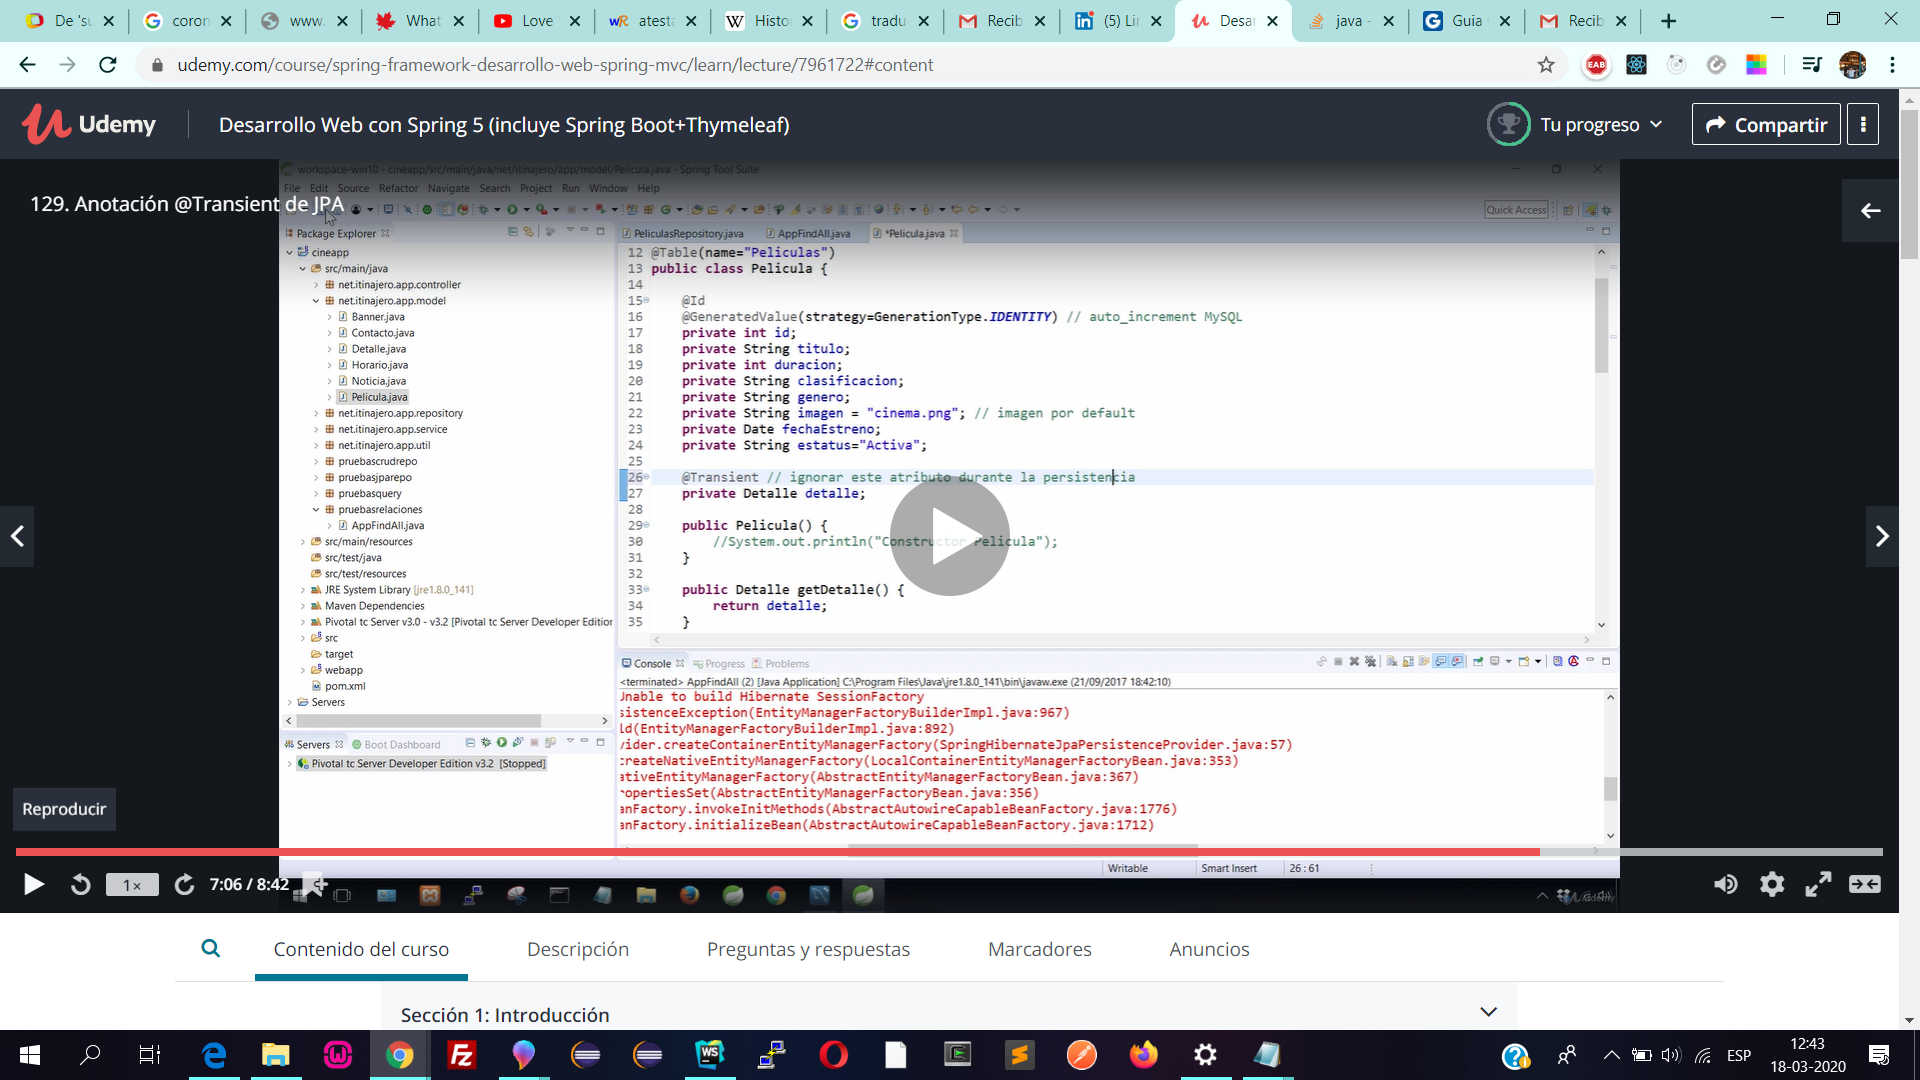 De 'su
coron
www.
What
Love
atesta
Histo
tradu
Recib
(5) Lin
Desar
java -
Guia
Recib
udemy.com/course/spring-framework-desarrollo-web-spring-mvc/learn/lecture/7961722#content
Udemy
Desarrollo Web con Spring 5 (incluye Spring Boot+Thymeleaf)
Tu progreso
Compartir
workspace-win10 - cineapp/src/main/java/net/itinajero/app/model/Pelicula.java - Spring Tool Suite
File Edit Source Refactor Navigate Search Project Run Window Help
129. Anotación @Transient de JPA
Quick Access
Package Explorer
PeliculasRepository.java
AppFindAll.java
*Pelicula.java
cineapp
src/main/java
net.itinajero.app.controller
net.itinajero.app.model
Banner.java
Contacto.java
Detalle.java
Horario.java
Noticia.java
Pelicula.java
net.itinajero.app.repository
net.itinajero.app.service
net.itinajero.app.util
pruebascrudrepo
pruebasjparepo
pruebasquery
pruebasrelaciones
AppFindAll.java
src/main/resources
src/test/java
src/test/resources
JRE System Library [jre1.8.0_141]
Maven Dependencies
Pivotal tc Server v3.0 - v3.2 [Pivotal tc Server Developer Edition
src
target
webapp
pom.xml
Servers
12 @Table(name="Peliculas")
13 public class Pelicula {
14
15 @Id
16 @GeneratedValue(strategy=GenerationType.IDENTITY) // auto_increment MySQL
17 private int id;
18 private String titulo;
19 private int duracion;
20 private String clasificacion;
21 private String genero;
22 private String imagen = "cinema.png"; // imagen por default
23 private Date fechaEstreno;
24 private String estatus="Activa";
25
26 @Transient // ignorar este atributo durante la persistencia
27 private Detalle detalle;
28
29 public Pelicula() {
30 //System.out.println("Constructor Pelicula");
31 }
32
33 public Detalle getDetalle() {
34 return detalle;
35 }
Servers
Boot Dashboard
Pivotal tc Server Developer Edition v3.2 [Stopped]
Console
Progress
Problems
<terminated> AppFindAll (2) [Java Application] C:\Program Files\Java\jre1.8.0_141\bin\javaw.exe (21/09/2017 18:42:10)
Unable to build Hibernate SessionFactory
sistenceException(EntityManagerFactoryBuilderImpl.java:967)
ld(EntityManagerFactoryBuilderImpl.java:892)
vider.createContainerEntityManagerFactory(SpringHibernateJpaPersistenceProvider.java:57)
createNativeEntityManagerFactory(LocalContainerEntityManagerFactoryBean.java:353)
ativeEntityManagerFactory(AbstractEntityManagerFactoryBean.java:367)
ropertiesSet(AbstractEntityManagerFactoryBean.java:356)
anFactory.invokeInitMethods(AbstractAutowireCapableBeanFactory.java:1776)
anFactory.initializeBean(AbstractAutowireCapableBeanFactory.java:1712)
Writable
Smart Insert
26 : 61
Reproducir
1×
7:06 / 8:42
Udemy
Contenido del curso
Descripción
Preguntas y respuestas
Marcadores
Anuncios
Sección 1: Introducción
ESP
12:43
18-03-2020